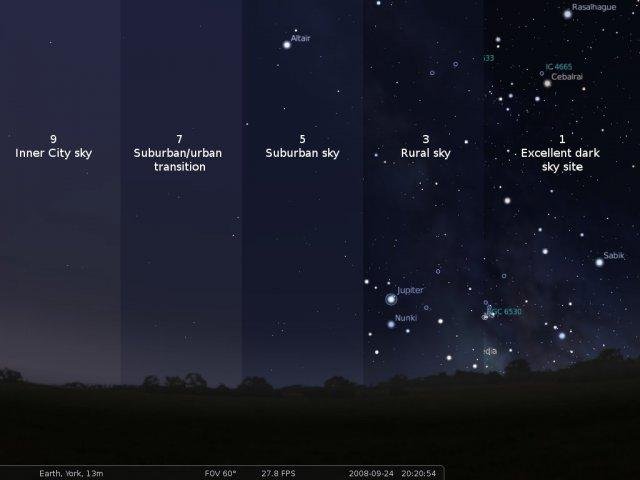 Rasalhague
Altair
IC 4665
Cebalrai
9
Inner City sky
7
Suburban/urban
transition
5
Suburban sky
3
Rural sky
1
Excellent dark
sky site
Sabik
Jupiter
Nunki
Earth, York, 13m
FOV 60°
27.8 FPS
2008-09-24
20:20:54